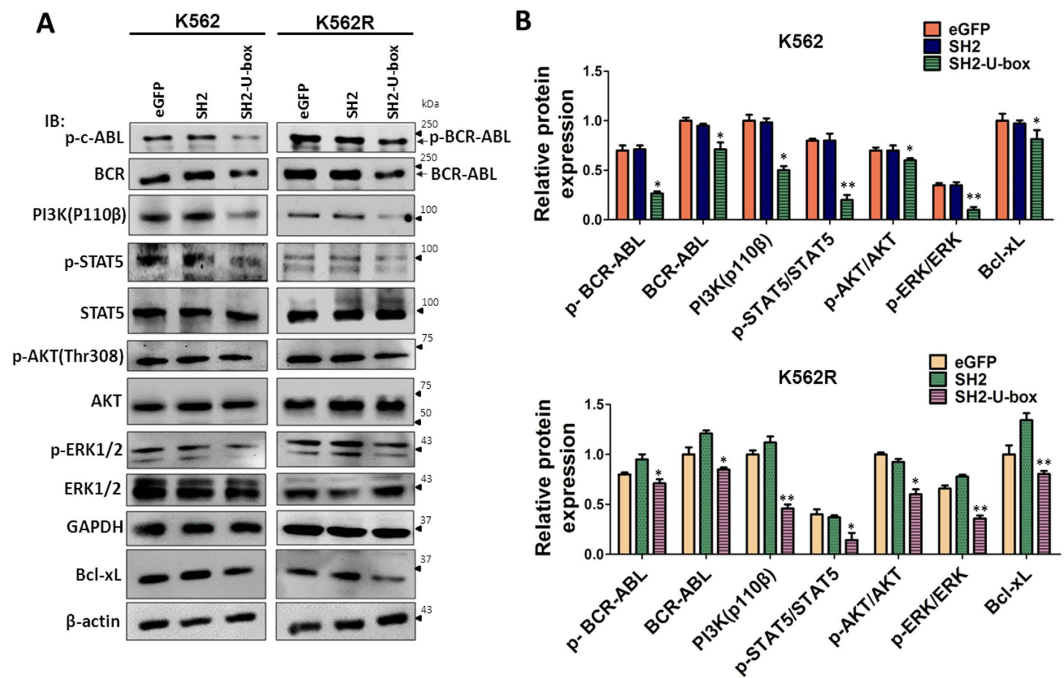 A
K562 K562R
eGFP SH2 SH2-U-box eGFP SH2 SH2-U-box
kDa
IB:
p-c-ABL 250 p-BCR-ABL
BCR 250 BCR-ABL
PI3K(P110β) 100
p-STAT5 100
STAT5 100
p-AKT(Thr308) 75
AKT 75
50
p-ERK1/2 43
ERK1/2 43
GAPDH 37
Bcl-xL 37
β-actin 43
B
K562
eGFP
SH2
SH2-U-box
Relative protein
expression
1.5
1.0
0.5
0.0
* * * ** * ** *
p- BCR-ABL
BCR-ABL
PI3K(p110β)
p-STAT5/STAT5
p-AKT/AKT
p-ERK/ERK
Bcl-xL
K562R
eGFP
SH2
SH2-U-box
Relative protein
expression
1.5
1.0
0.5
0.0
* * ** * * ** **
p- BCR-ABL
BCR-ABL
PI3K(p110β)
p-STAT5/STAT5
p-AKT/AKT
p-ERK/ERK
Bcl-xL